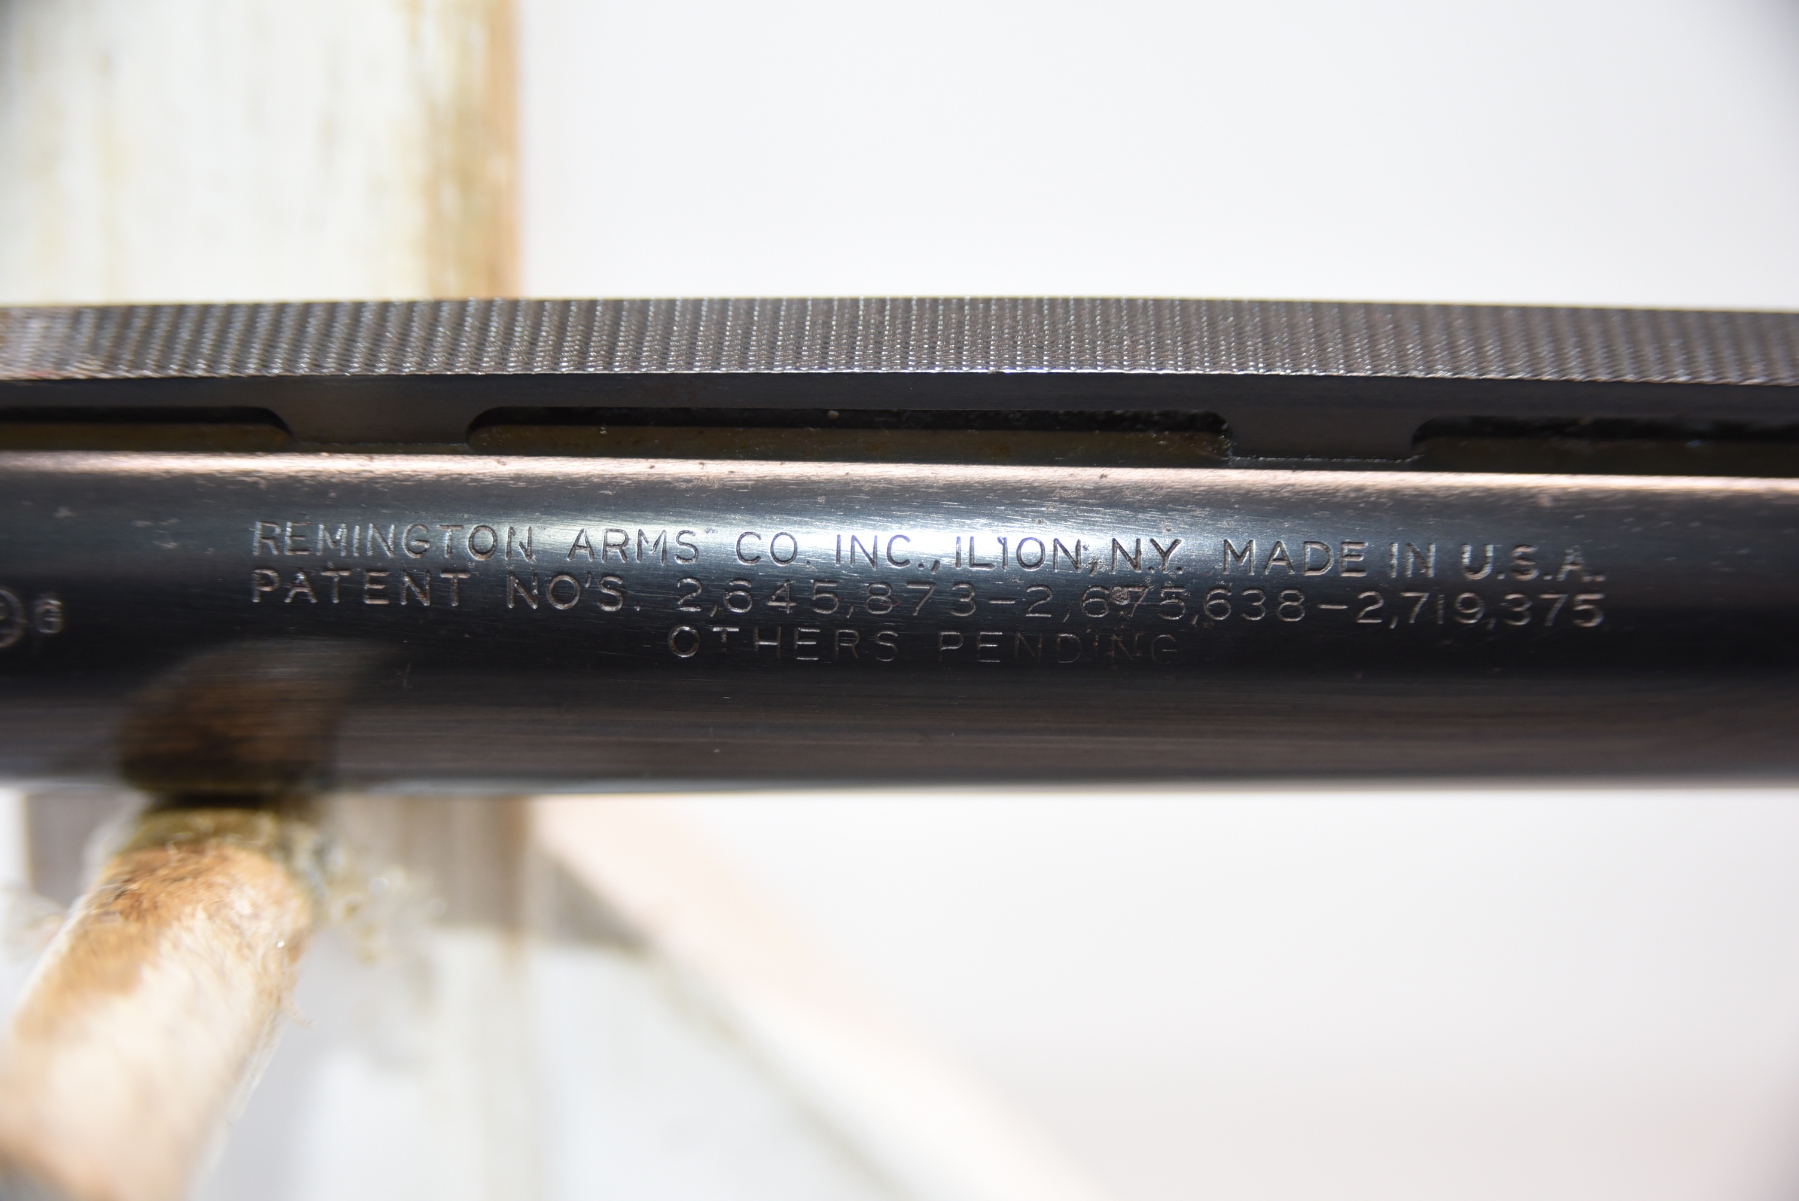 REMINGTON ARMS CO. INC., ILION, N.Y. MADE IN U.S.A.
PATENT NO'S. 2,645,873-2,675,638-2,719,375
OTHERS PENDING
6